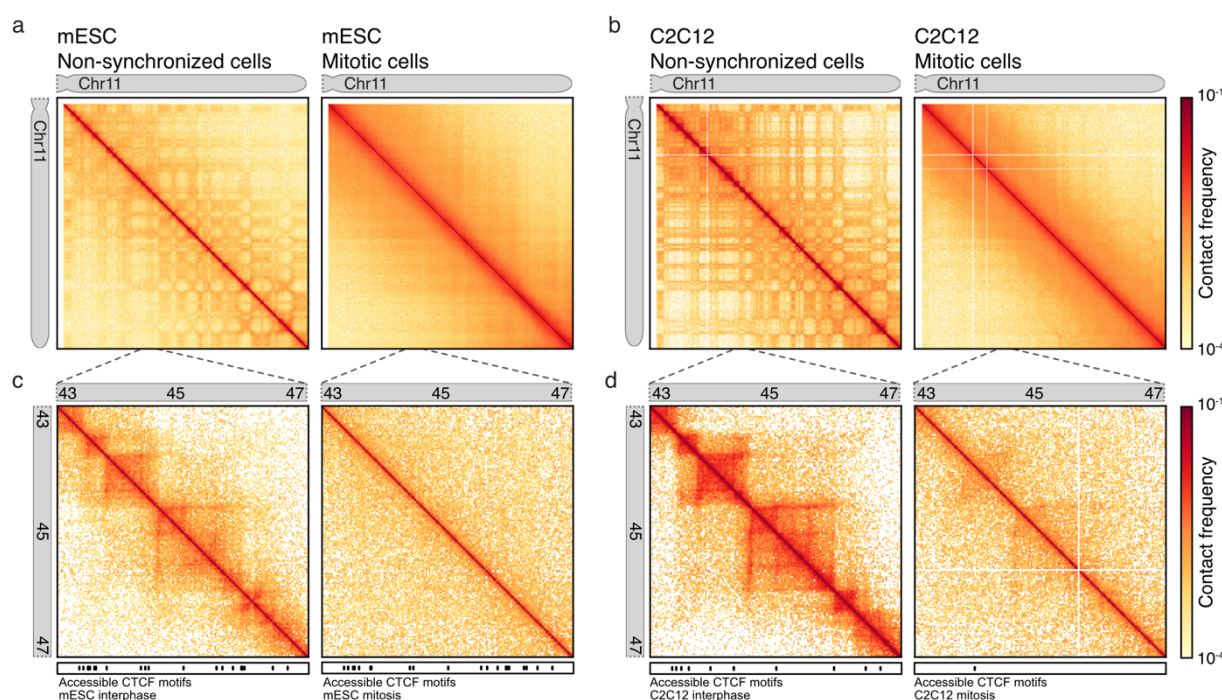 a
mESC
Non-synchronized cells
mESC
Mitotic cells
b
C2C12
Non-synchronized cells
C2C12
Mitotic cells
Chr11
Chr11
Chr11
Chr11
Chr11
Chr11
10⁻¹
Contact frequency
10⁻⁴
c
43 45 47
43 45 47
d
43 45 47
43 45 47
43
45
47
43
45
47
10⁻¹
Contact frequency
10⁻⁴
Accessible CTCF motifs
mESC interphase
Accessible CTCF motifs
mESC mitosis
Accessible CTCF motifs
C2C12 interphase
Accessible CTCF motifs
C2C12 mitosis